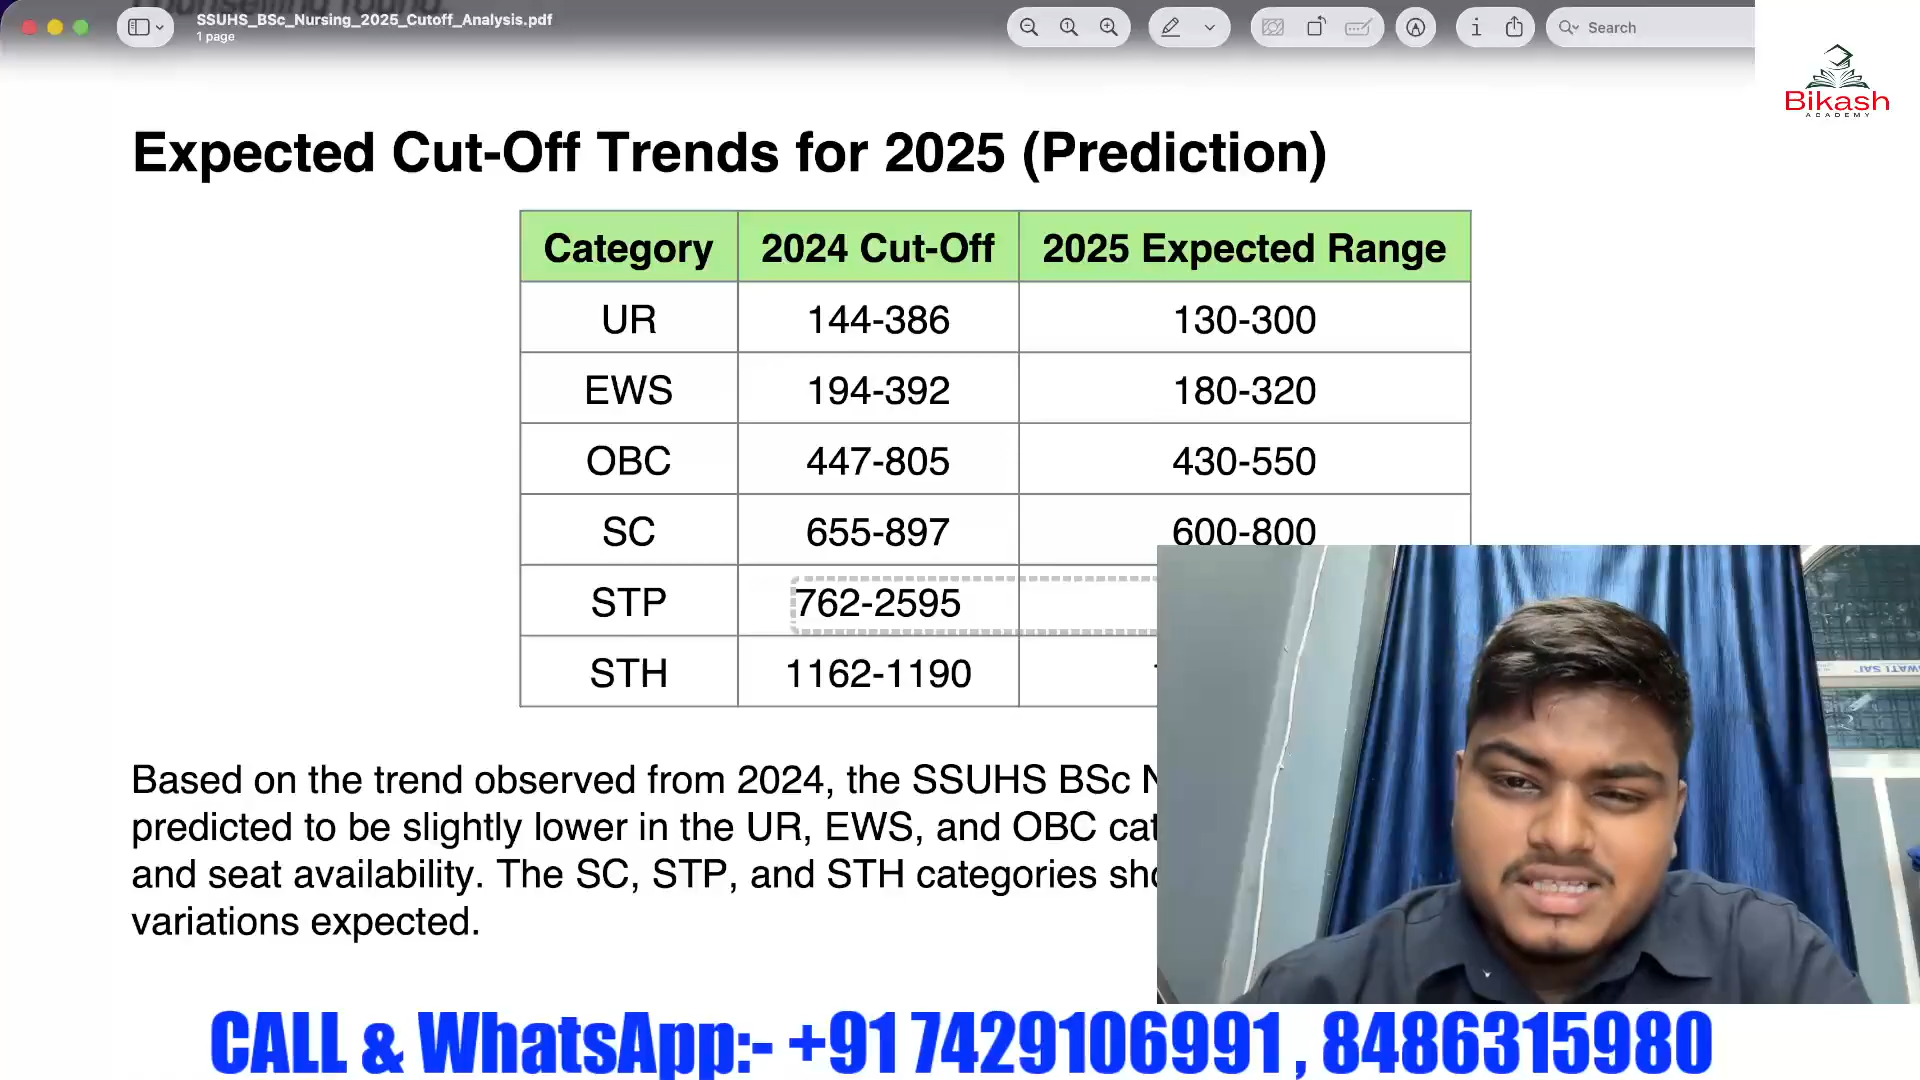 SSUHS_BSc_Nursing_2025_Cutoff_Analysis.pdf
1 page
Search
Bikash
ACADEMY
Expected Cut-Off Trends for 2025 (Prediction)
Category 2024 Cut-Off 2025 Expected Range
UR 144-386 130-300
EWS 194-392 180-320
OBC 447-805 430-550
SC 655-897 600-800
STP 762-2595
STH 1162-1190
Based on the trend observed from 2024, the SSUHS BSc
predicted to be slightly lower in the UR, EWS, and OBC
and seat availability. The SC, STP, and STH categories
variations expected.
CALL & WhatsApp:- +91 7429106991 , 8486315980